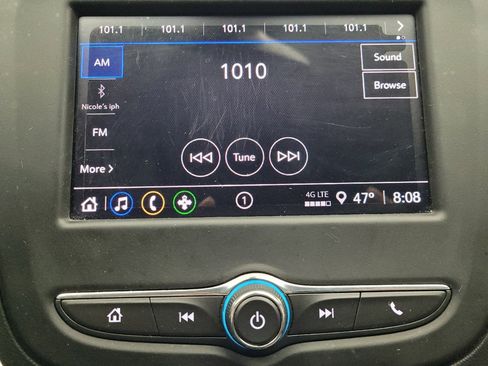 101.1 101.1 101.1 101.1 101.1
AM
1010
Sound
Nicole's iph
Browse
FM
Tune
More
1 4G LTE 47° 8:08